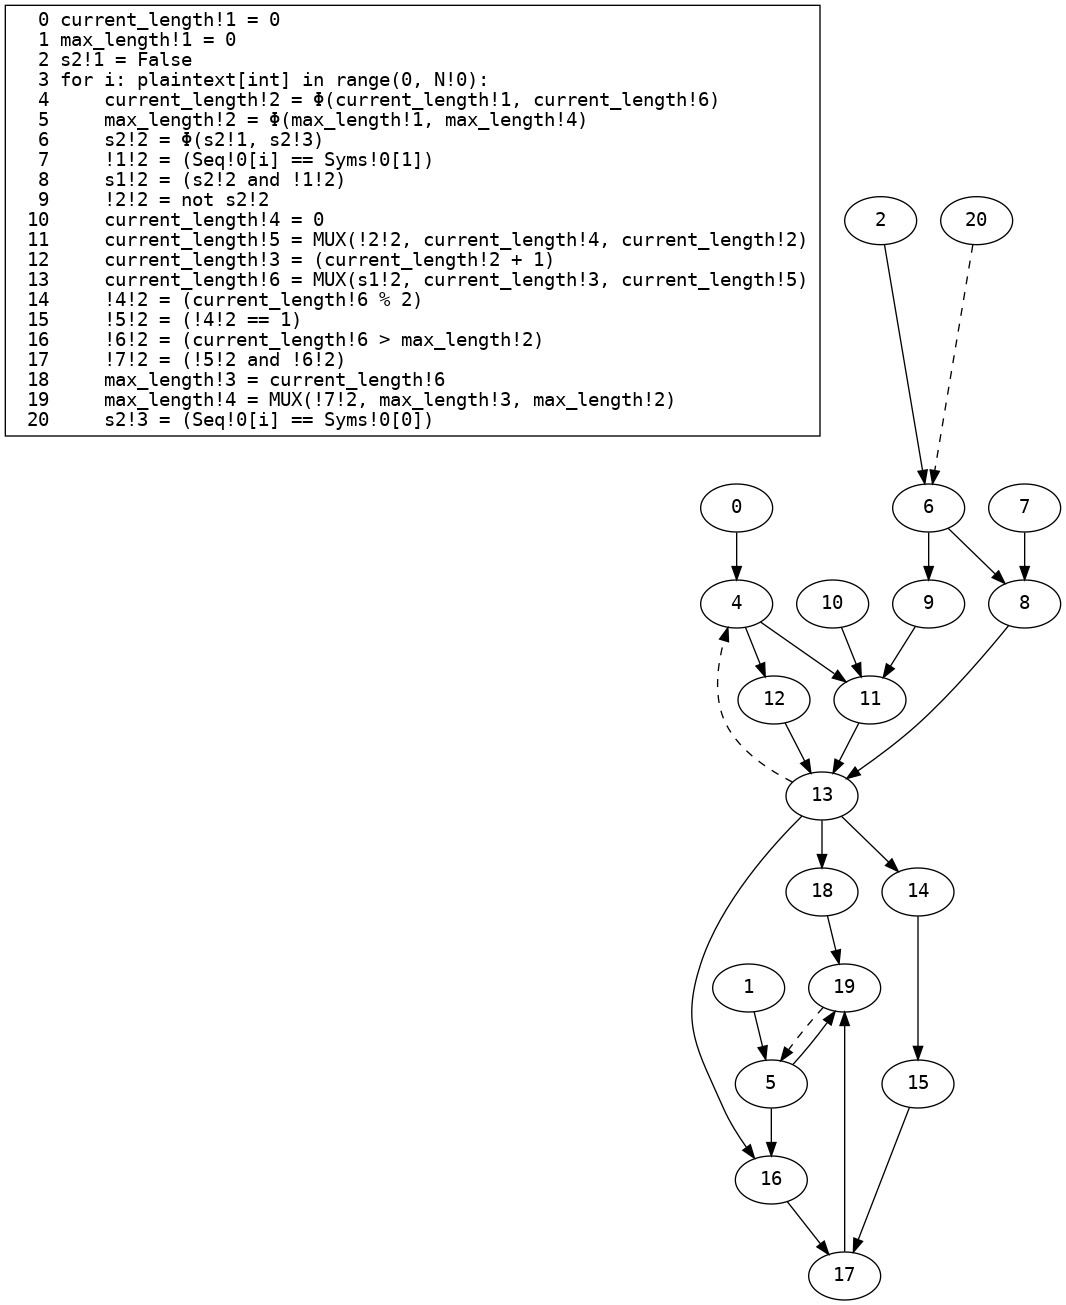 0 current_length!1 = 0
1 max_length!1 = 0
2 s2!1 = False
3 for i: plaintext[int] in range(0, N!0):
4     current_length!2 = Φ(current_length!1, current_length!6)
5     max_length!2 = Φ(max_length!1, max_length!4)
6     s2!2 = Φ(s2!1, s2!3)
7     !1!2 = (Seq!0[i] == Syms!0[1])
8     s1!2 = (s2!2 and !1!2)
9     !2!2 = not s2!2
10     current_length!4 = 0
11     current_length!5 = MUX(!2!2, current_length!4, current_length!2)
12     current_length!3 = (current_length!2 + 1)
13     current_length!6 = MUX(s1!2, current_length!3, current_length!5)
14     !4!2 = (current_length!6 % 2)
15     !5!2 = (!4!2 == 1)
16     !6!2 = (current_length!6 > max_length!2)
17     !7!2 = (!5!2 and !6!2)
18     max_length!3 = current_length!6
19     max_length!4 = MUX(!7!2, max_length!3, max_length!2)
20     s2!3 = (Seq!0[i] == Syms!0[0])
2 20
0 6 7
4 10 9 8
12 11
13
18 14
1 19
5 15
16
17